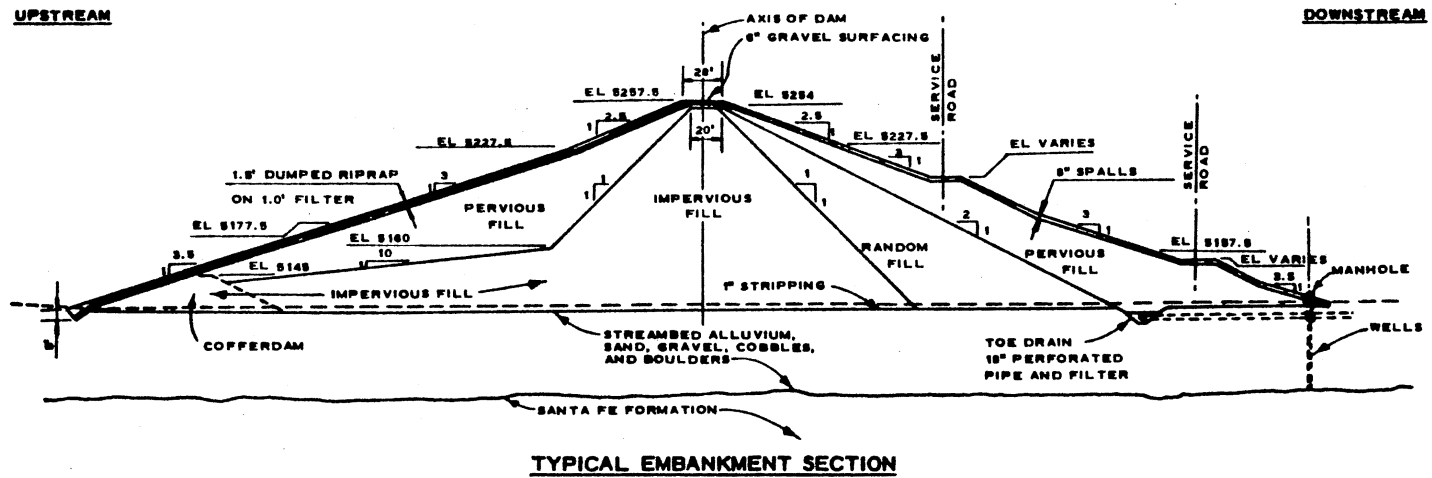 UPSTREAM
DOWNSTREAM
AXIS OF DAM
6" GRAVEL SURFACING
28'
SERVICE
ROAD
EL 5257.5
EL 5254
2.5
1
20'
2.5
1
EL 5227.5
EL 5227.5
3
1
EL VARIES
8" SPALLS
SERVICE
ROAD
1.5' DUMPED RIPRAP
ON 1.0' FILTER
3
1
1
1
IMPERVIOUS
FILL
1
1
PERVIOUS
FILL
EL 5177.5
2
1
3
1
EL 5160
10
1
RANDOM
FILL
PERVIOUS
FILL
EL 5157.5
EL VARIES
3.5
1
EL 5145
3.5
1
MANHOLE
IMPERVIOUS FILL
1" STRIPPING
COFFERDAM
STREAMBED ALLUVIUM,
SAND, GRAVEL, COBBLES,
AND BOULDERS
TOE DRAIN
18" PERFORATED
PIPE AND FILTER
WELLS
SANTA FE FORMATION
TYPICAL EMBANKMENT SECTION